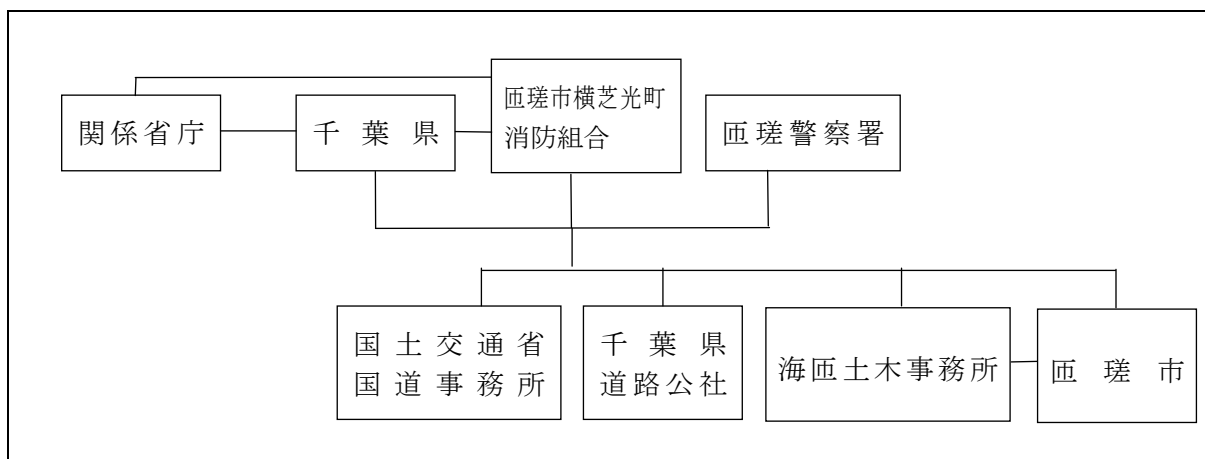 関係省庁
千葉県
匝瑳市横芝光町
消防組合
匝瑳警察署
国土交通省
国道事務所
千葉県
道路公社
海匝土木事務所
匝瑳市